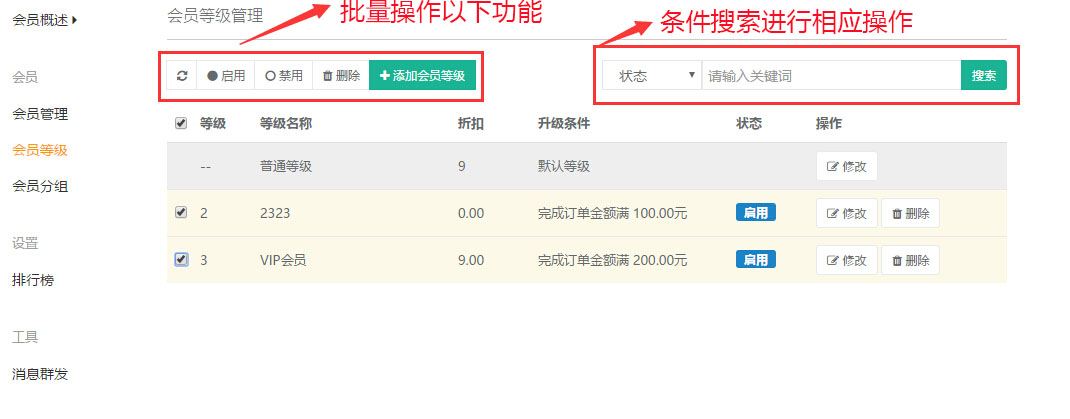 会员概述
会员
会员管理
会员等级
会员分组
设置
排行榜
工具
消息群发
会员等级管理
批量操作以下功能
条件搜索进行相应操作
启用 禁用 删除 添加会员等级
状态 请输入关键词 搜索
等级 等级名称 折扣 升级条件 状态 操作
-- 普通等级 9 默认等级 修改
2 2323 0.00 完成订单金额满 100.00元 启用 修改 删除
3 VIP会员 9.00 完成订单金额满 200.00元 启用 修改 删除